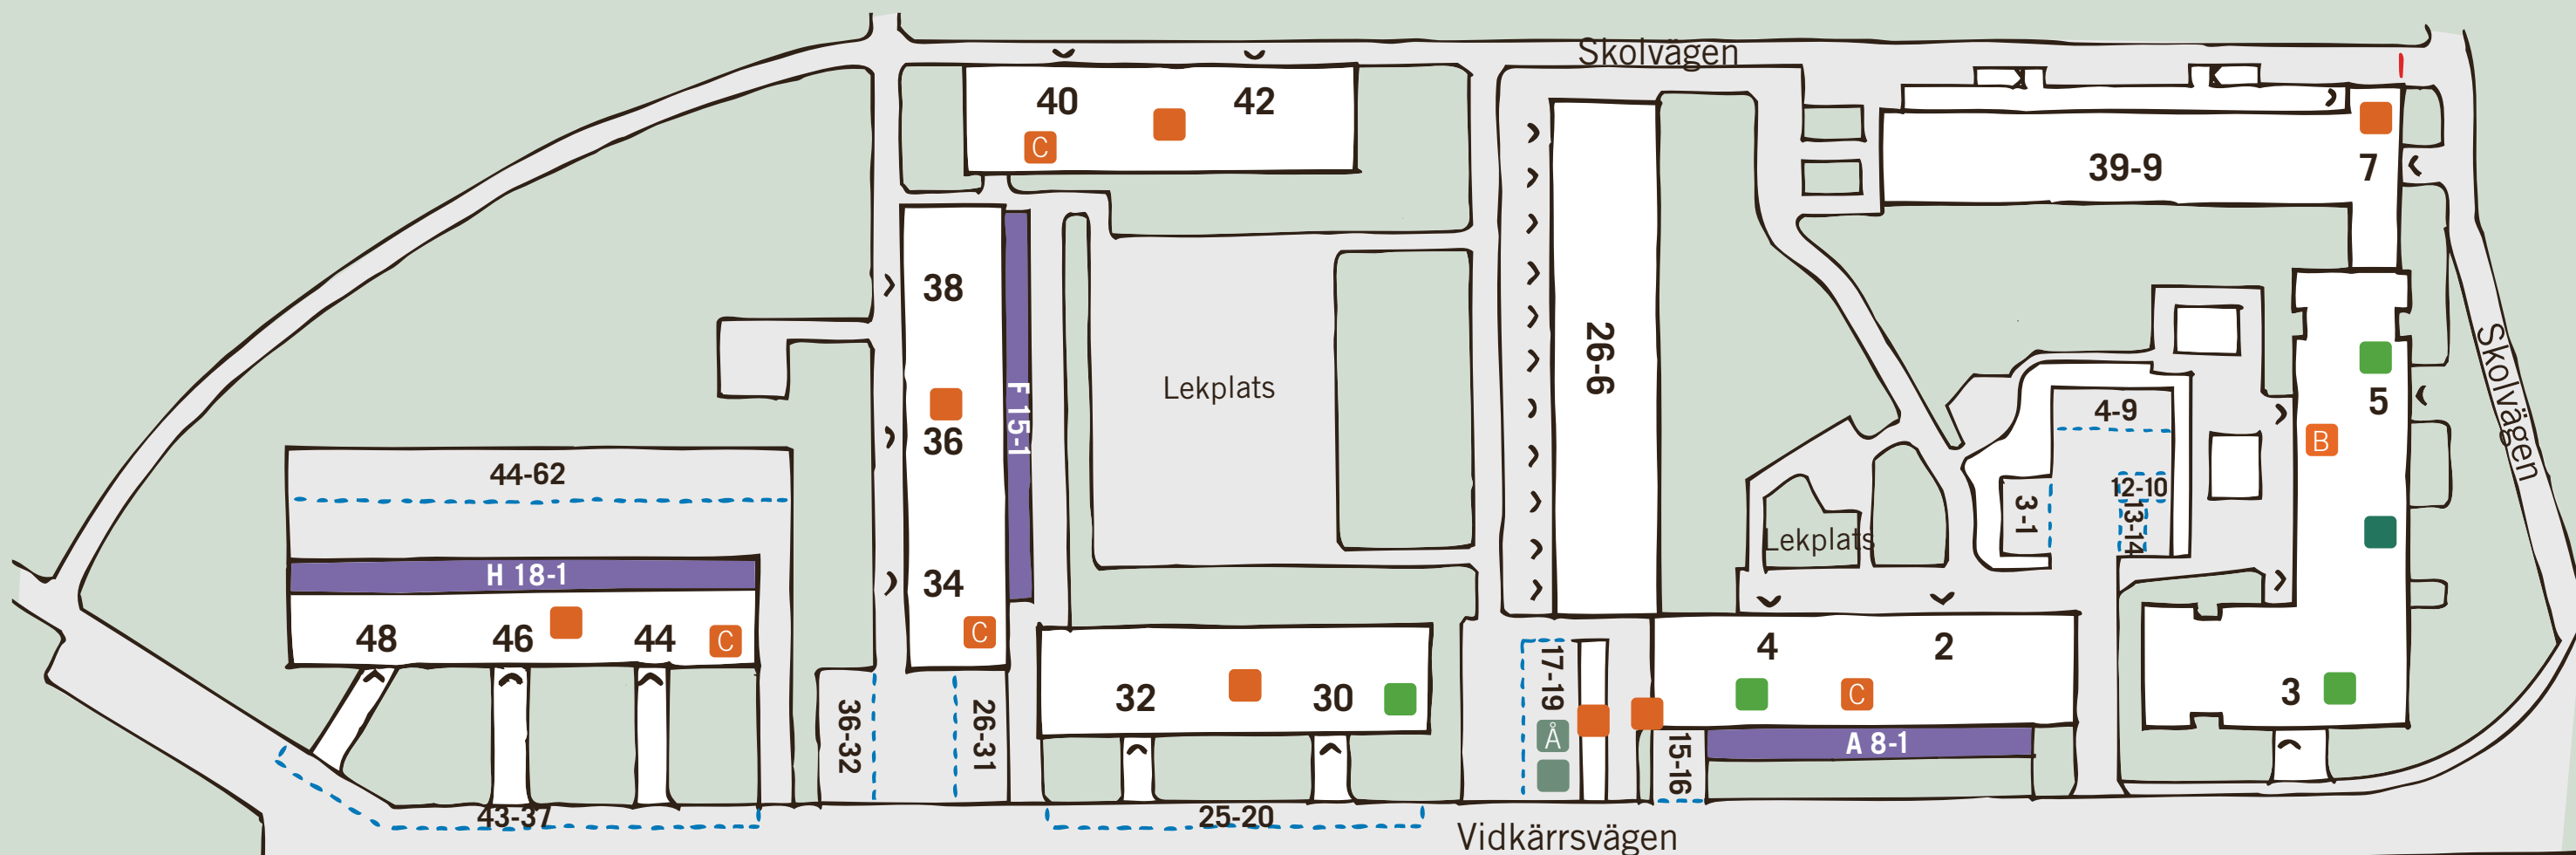 Skolvägen
40
42
C
39-9
7
38
36
34
C
F 15-1
Lekplats
26-6
Skolvägen
4-9
12-10
13-14
3-1
5
B
Lekplats
44-62
H 18-1
48
46
44
C
32
30
17-19
Å
4
2
C
3
36-32
26-31
15-16
A 8-1
43-37
25-20
Vidkärrsvägen